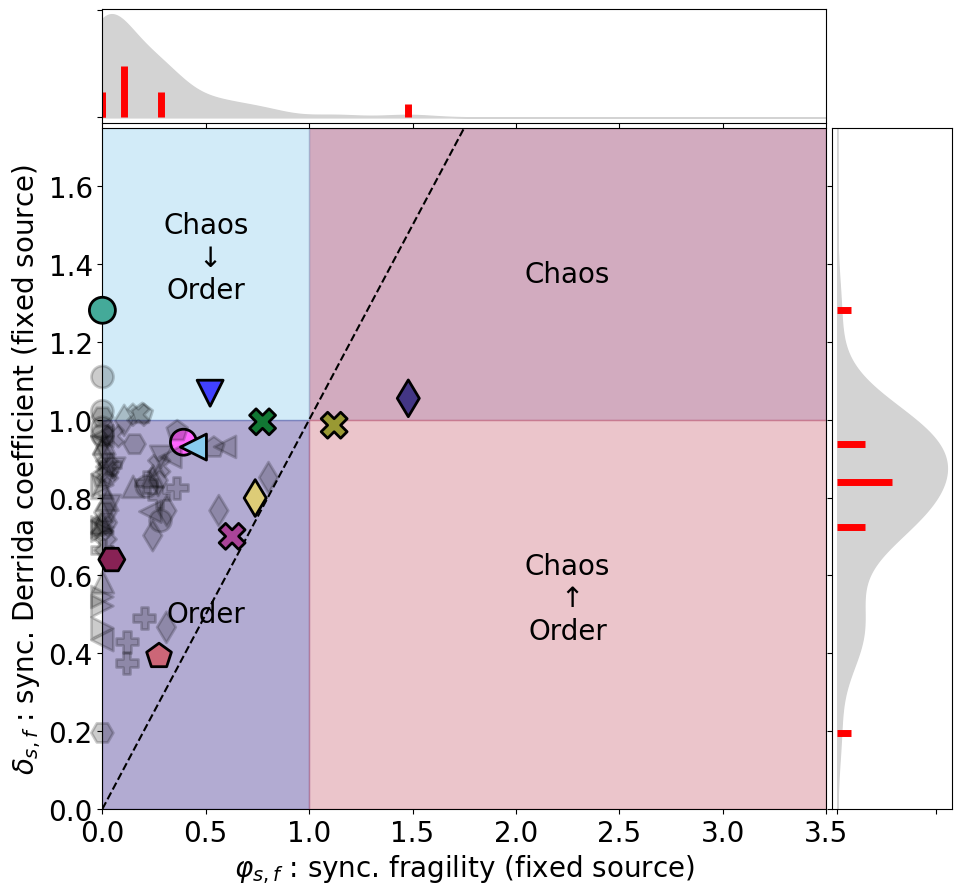 Chaos
↓
Order
Chaos
Order
Chaos
↑
Order
1.6
1.4
1.2
1.0
0.8
0.6
0.4
0.2
0.0
0.0 0.5 1.0 1.5 2.0 2.5 3.0 3.5
φs,f : sync. fragility (fixed source)
δs,f : sync. Derrida coefficient (fixed source)